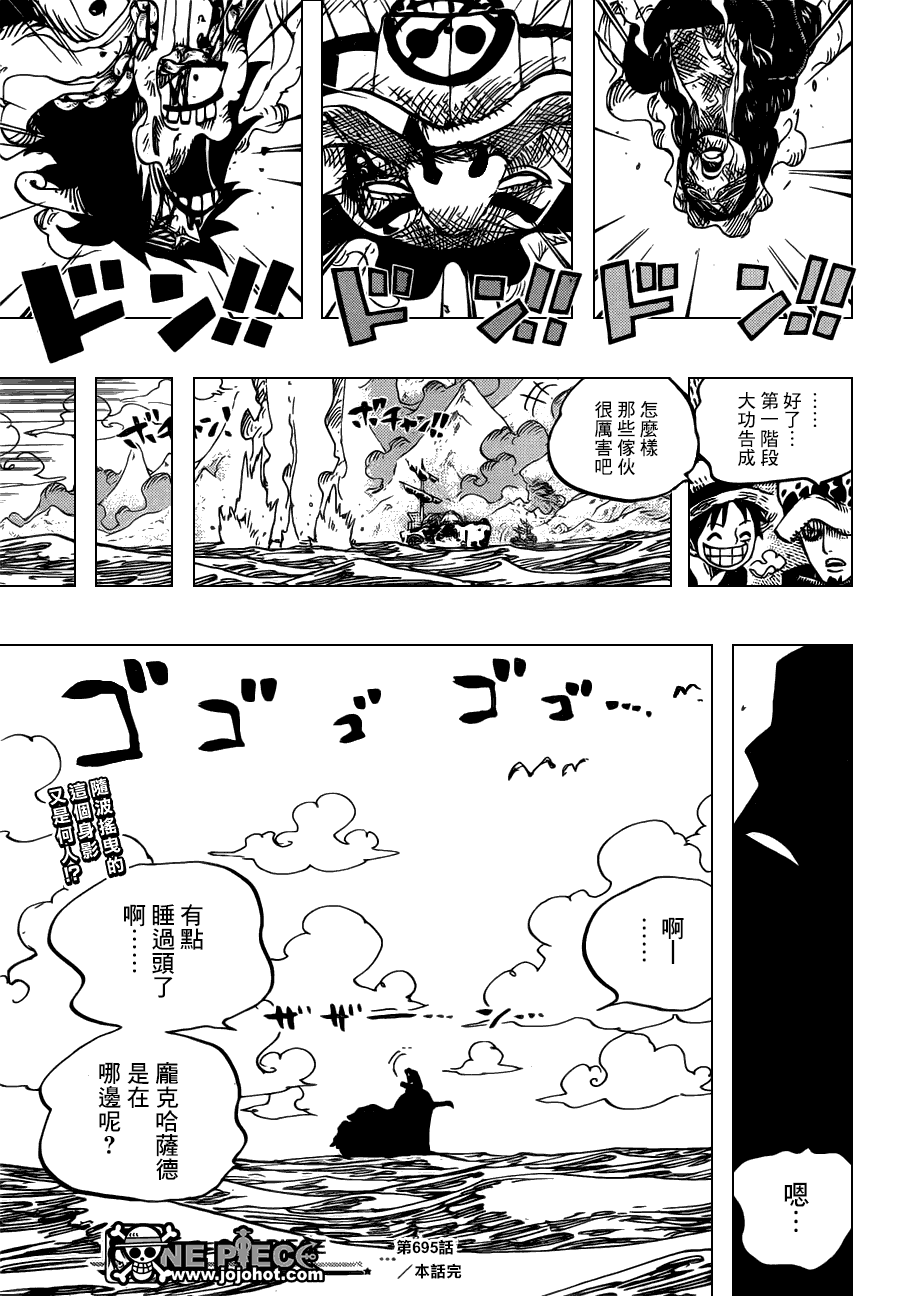 ドン!!
ドン!!
ドン!!
……
好了…
第一階段
大功告成
怎麼樣
那些傢伙
很厲害吧
ボチャン!!
ボチャン!!
嗯…
啊ー
……
ゴゴゴゴゴ……
有點
睡過頭了
啊……
龐克哈薩德
是在
哪邊呢？
ザザ
隨波搖曳的
這個身影
又是何人!?
ONE PIECE
www.jojohot.com
第695話
…／本話完